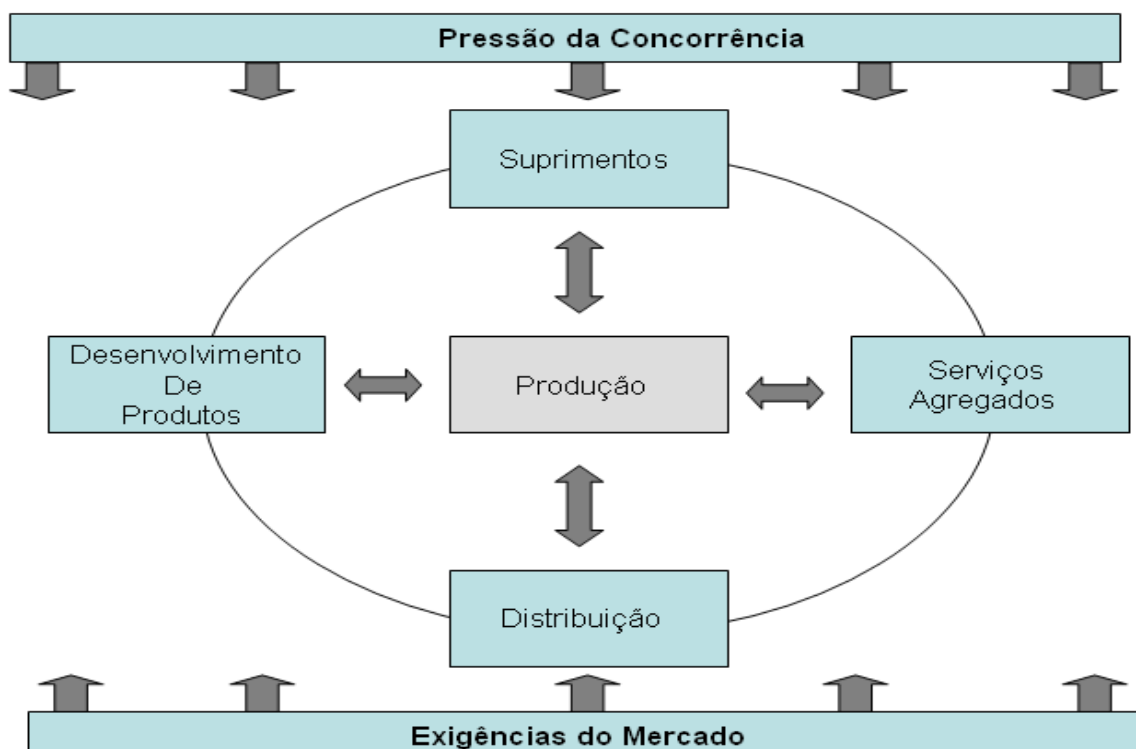 Pressão da Concorrência
Suprimentos
Desenvolvimento
De
Produtos
Produção
Serviços
Agregados
Distribuição
Exigências do Mercado